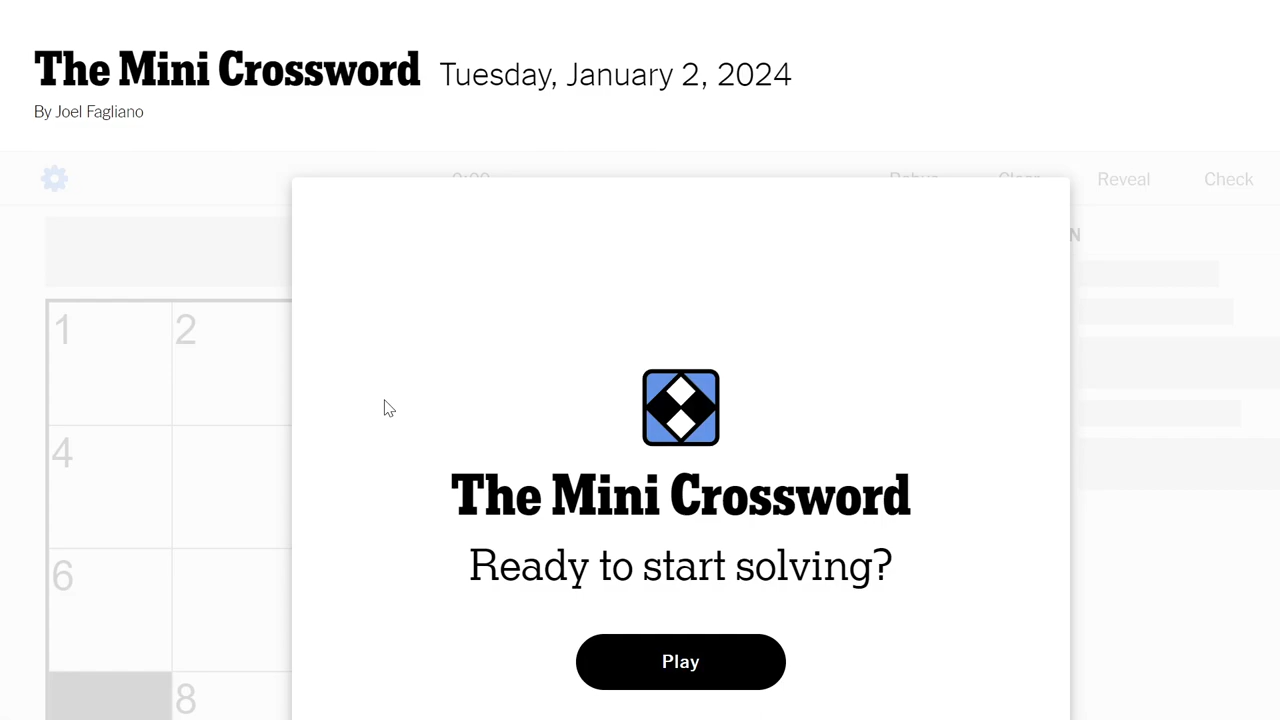 The Mini Crossword Tuesday, January 2, 2024
By Joel Fagliano
Reveal Check
N
1 2
4
6
8
The Mini Crossword
Ready to start solving?
Play